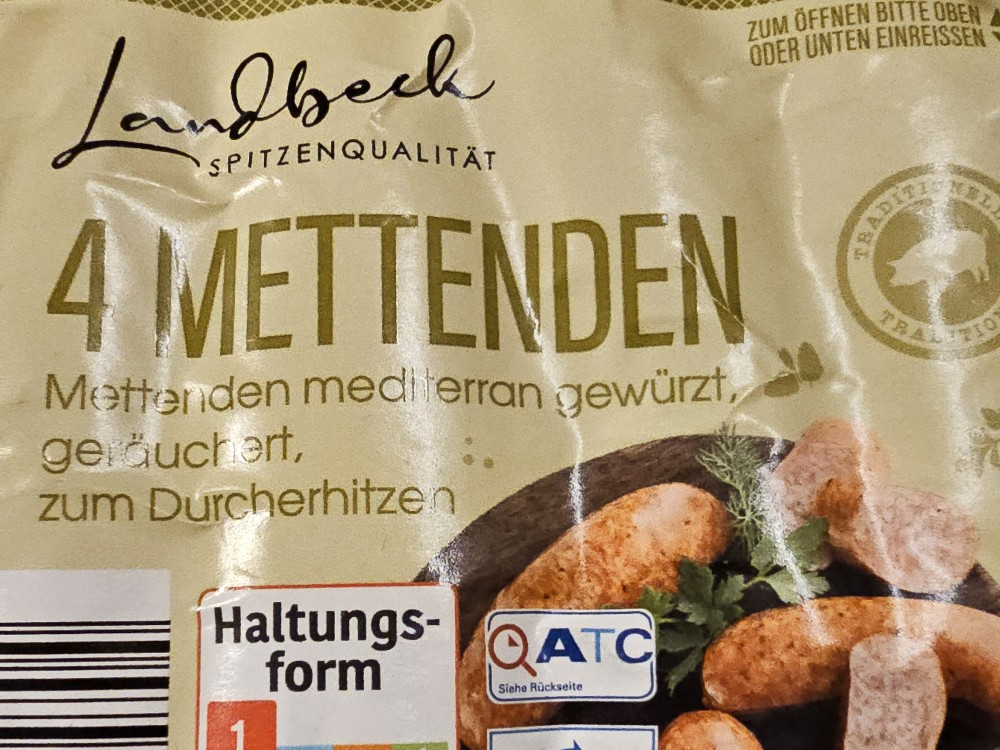 ZUM ÖFFNEN BITTE OBEN
ODER UNTEN EINREISSEN
Landbeck
SPITZENQUALITÄT
4 METTENDEN
Mettenden mediterran gewürzt,
geräuchert,
zum Durcherhitzen
Haltungs-
form
1
ATC
Siehe Rückseite